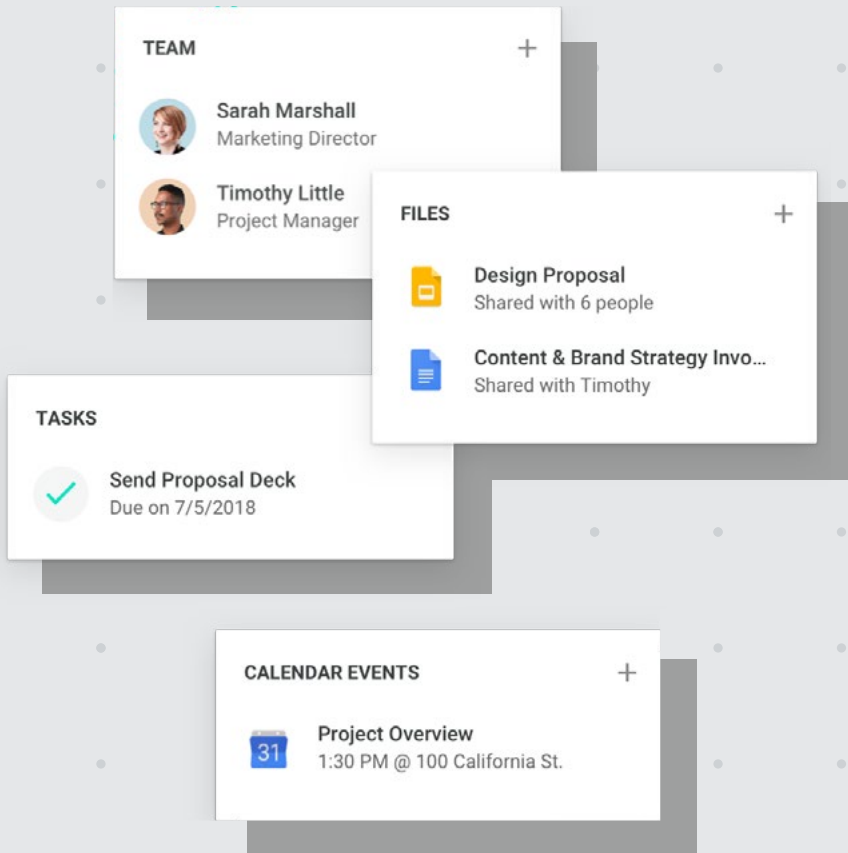 TEAM
Sarah Marshall
Marketing Director
Timothy Little
Project Manager
FILES
Design Proposal
Shared with 6 people
Content & Brand Strategy Invo...
Shared with Timothy
TASKS
Send Proposal Deck
Due on 7/5/2018
CALENDAR EVENTS
31
Project Overview
1:30 PM @ 100 California St.